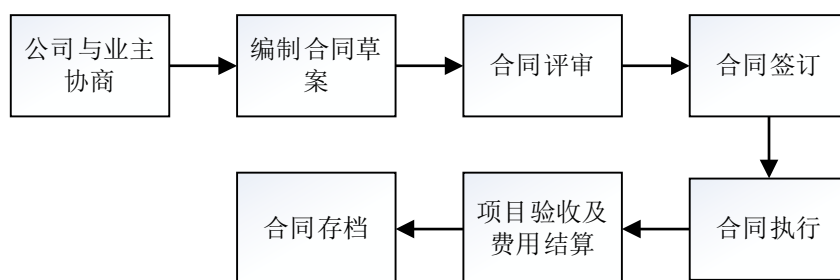 公司与业主
协商
编制合同草
案
合同评审
合同签订
合同执行
项目验收及
费用结算
合同存档